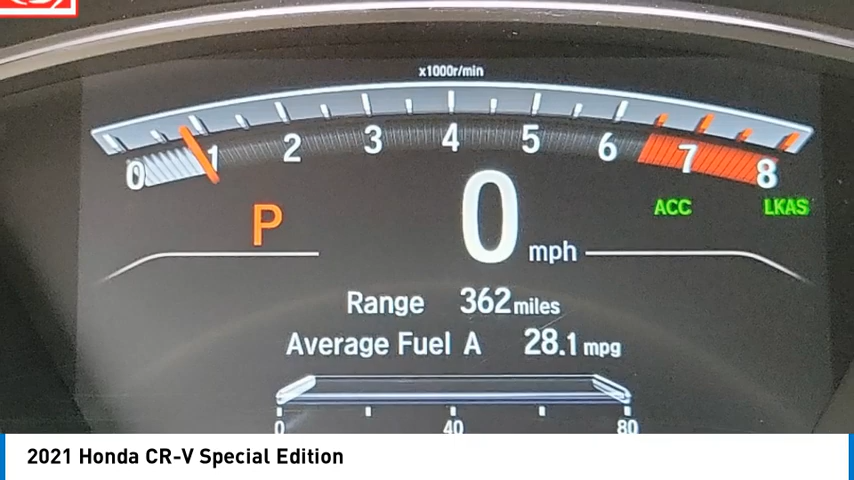 x1000r/min
0 1 2 3 4 5 6 7 8
ACC LKAS
P 0 mph
Range 362 miles
Average Fuel A 28.1 mpg
0 40 80
2021 Honda CR-V Special Edition